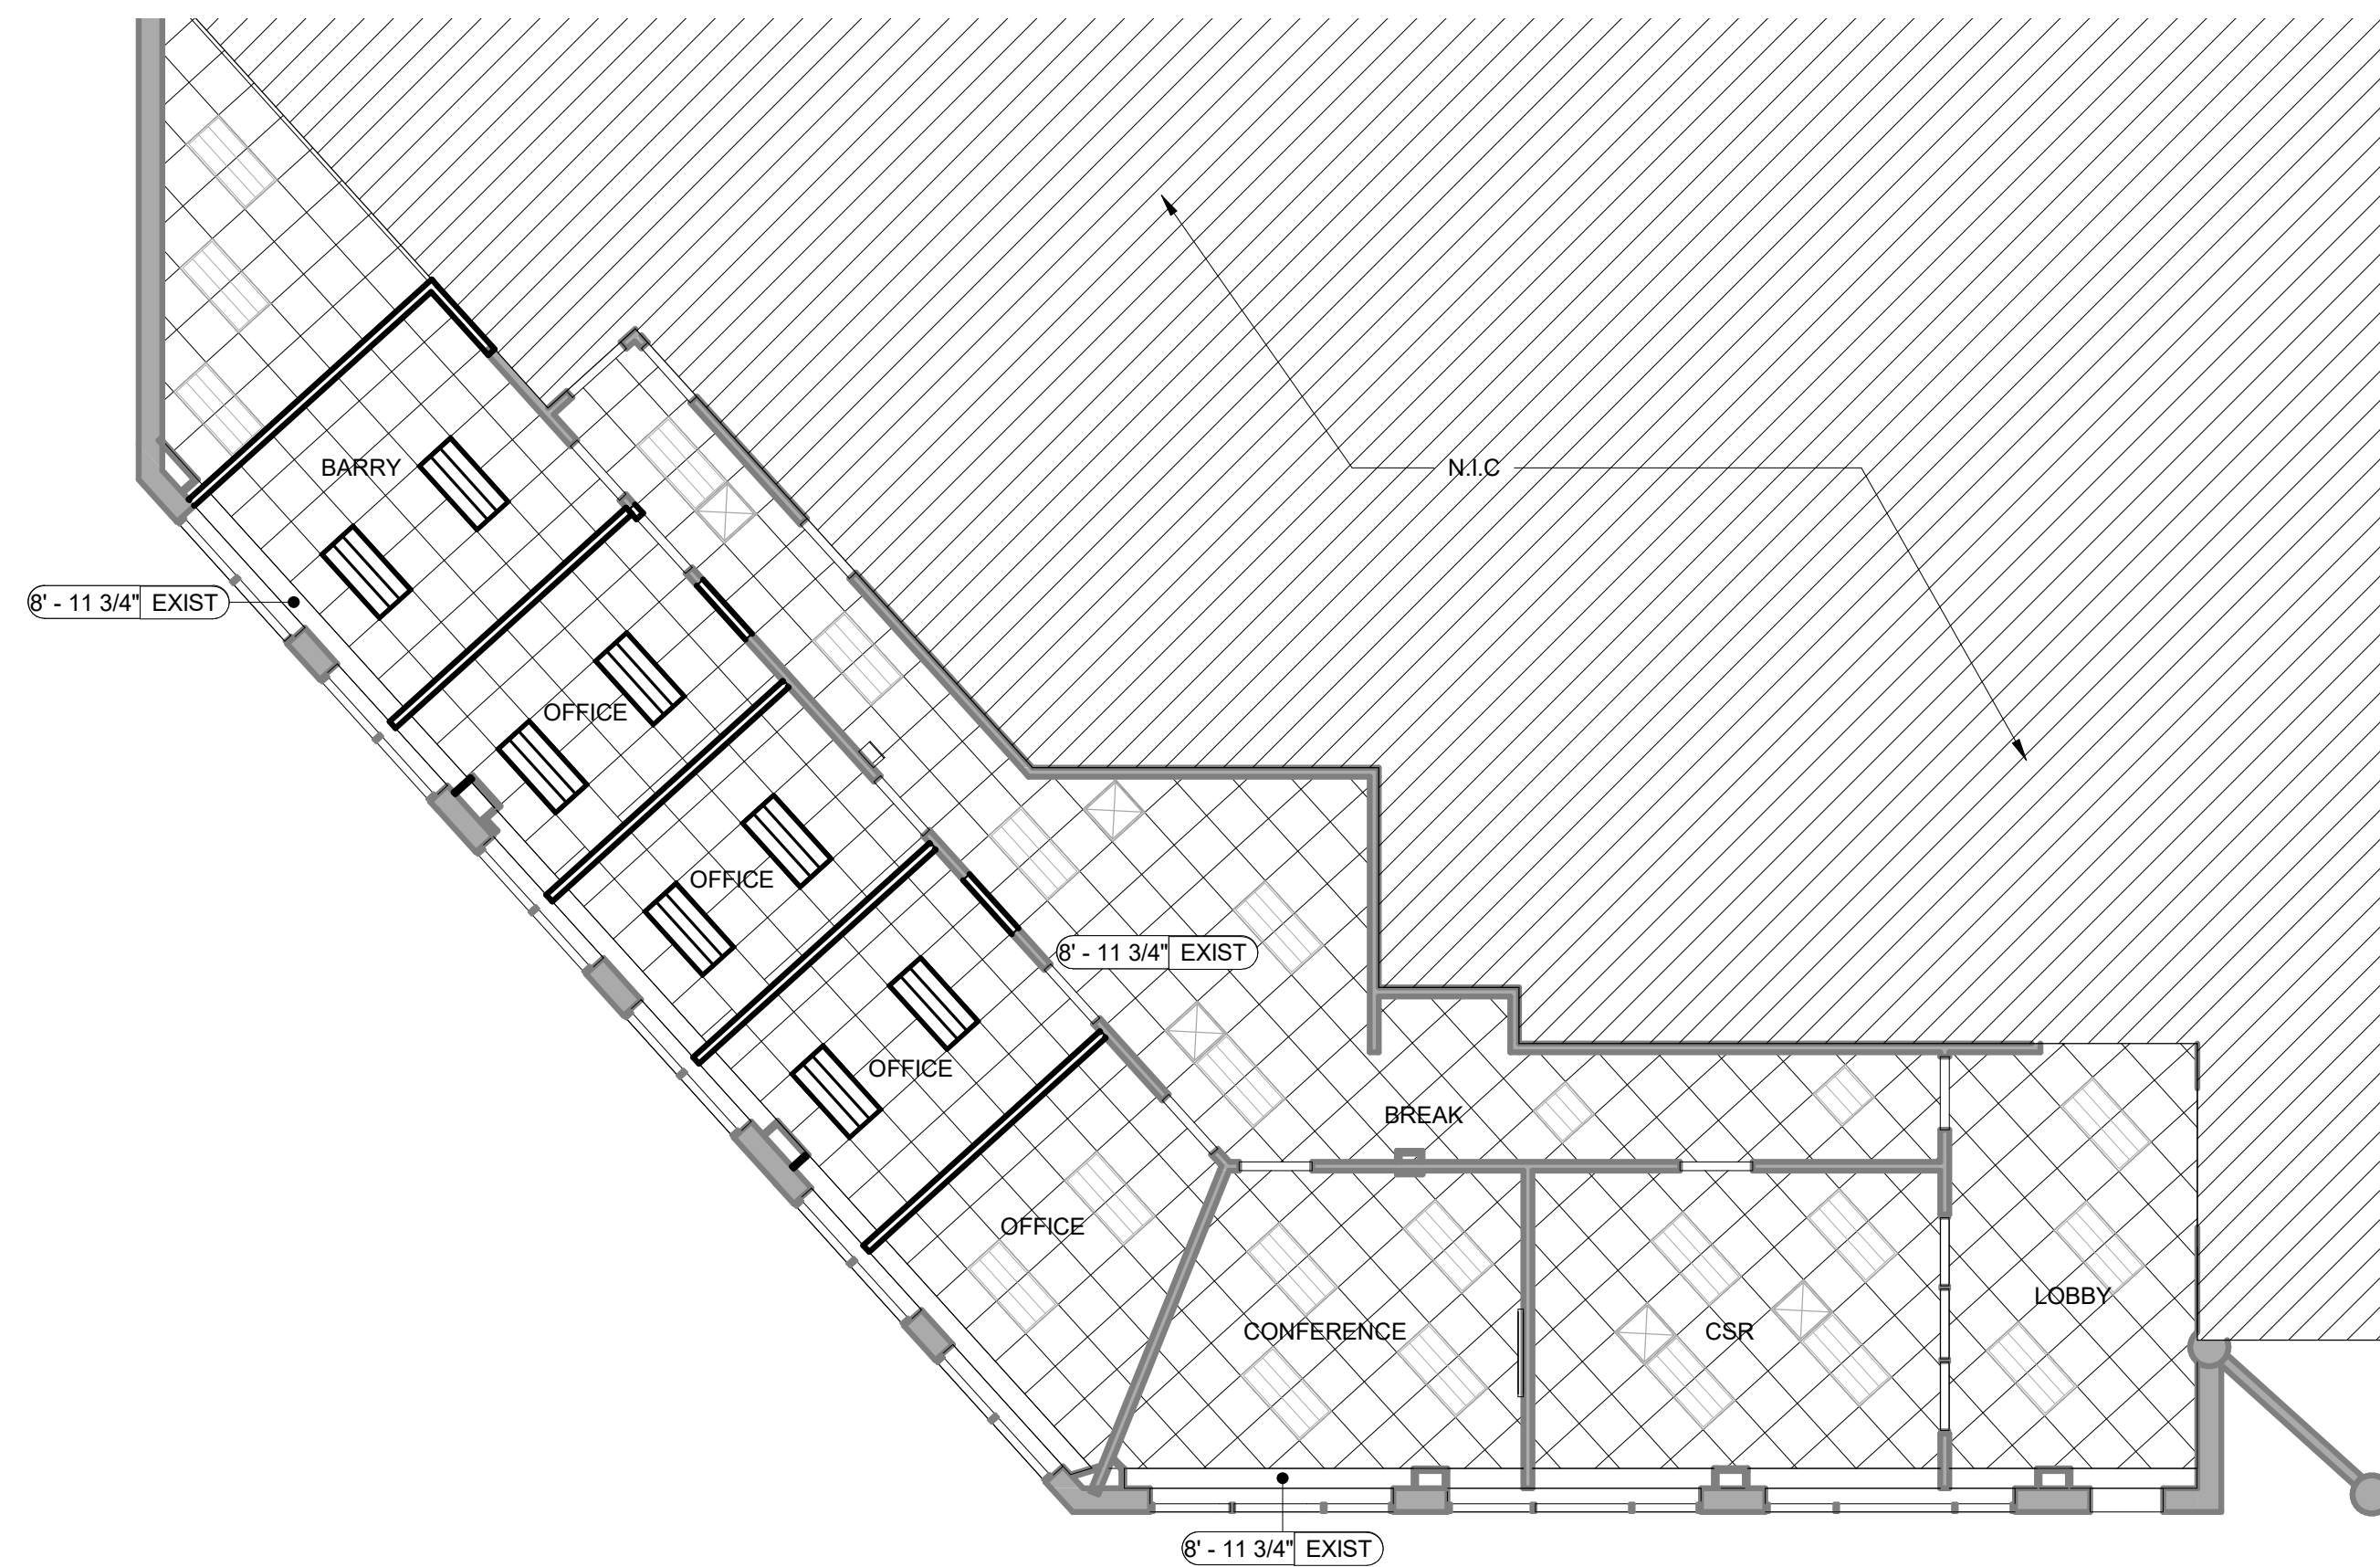 BARRY
N.I.C
8' - 11 3/4" EXIST
OFFICE
OFFICE
8' - 11 3/4" EXIST
OFFICE
BREAK
OFFICE
LOBBY
CONFERENCE
CSR
8' - 11 3/4" EXIST